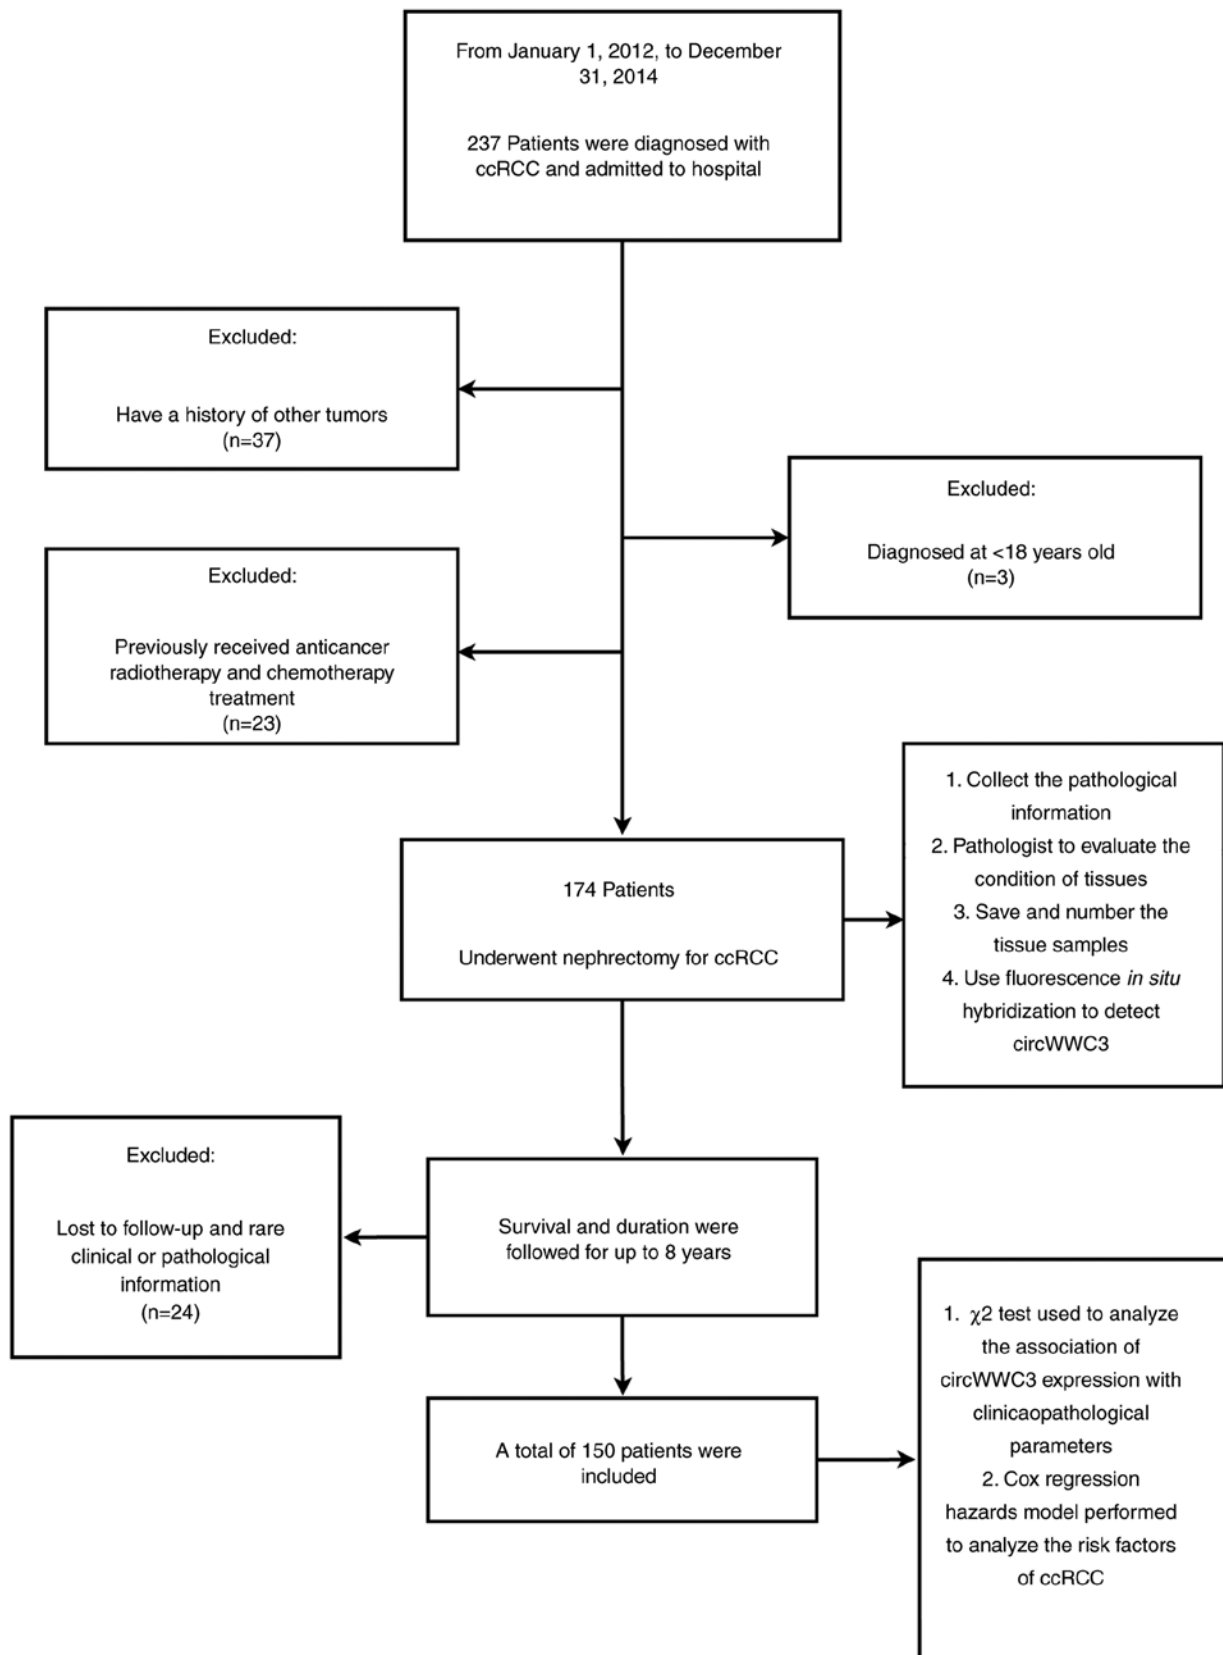 From January 1, 2012, to December
31, 2014
237 Patients were diagnosed with
ccRCC and admitted to hospital
Excluded:
Have a history of other tumors
(n=37)
Excluded:
Diagnosed at <18 years old
(n=3)
Excluded:
Previously received anticancer
radiotherapy and chemotherapy
treatment
(n=23)
174 Patients
Underwent nephrectomy for ccRCC
1. Collect the pathological
information
2. Pathologist to evaluate the
condition of tissues
3. Save and number the
tissue samples
4. Use fluorescence in situ
hybridization to detect
circWWC3
Excluded:
Lost to follow-up and rare
clinical or pathological
information
(n=24)
Survival and duration were
followed for up to 8 years
A total of 150 patients were
included
1. χ2 test used to analyze
the association of
circWWC3 expression with
clinicaopathological
parameters
2. Cox regression
hazards model performed
to analyze the risk factors
of ccRCC